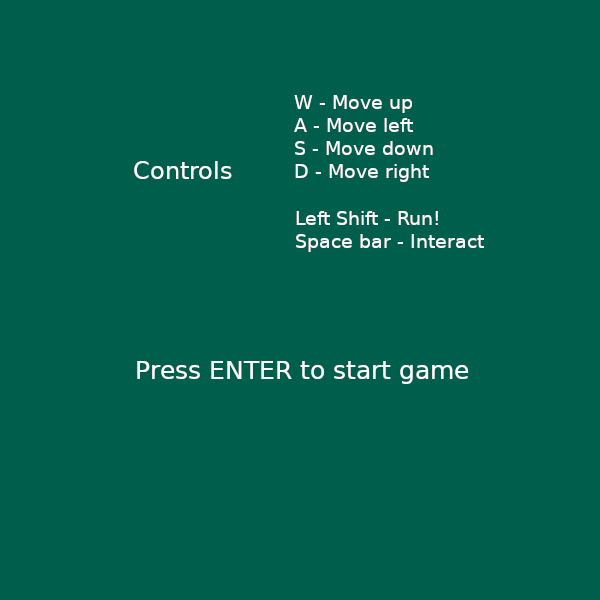 Controls
W - Move up
A - Move left
S - Move down
D - Move right
Left Shift - Run!
Space bar - Interact
Press ENTER to start game